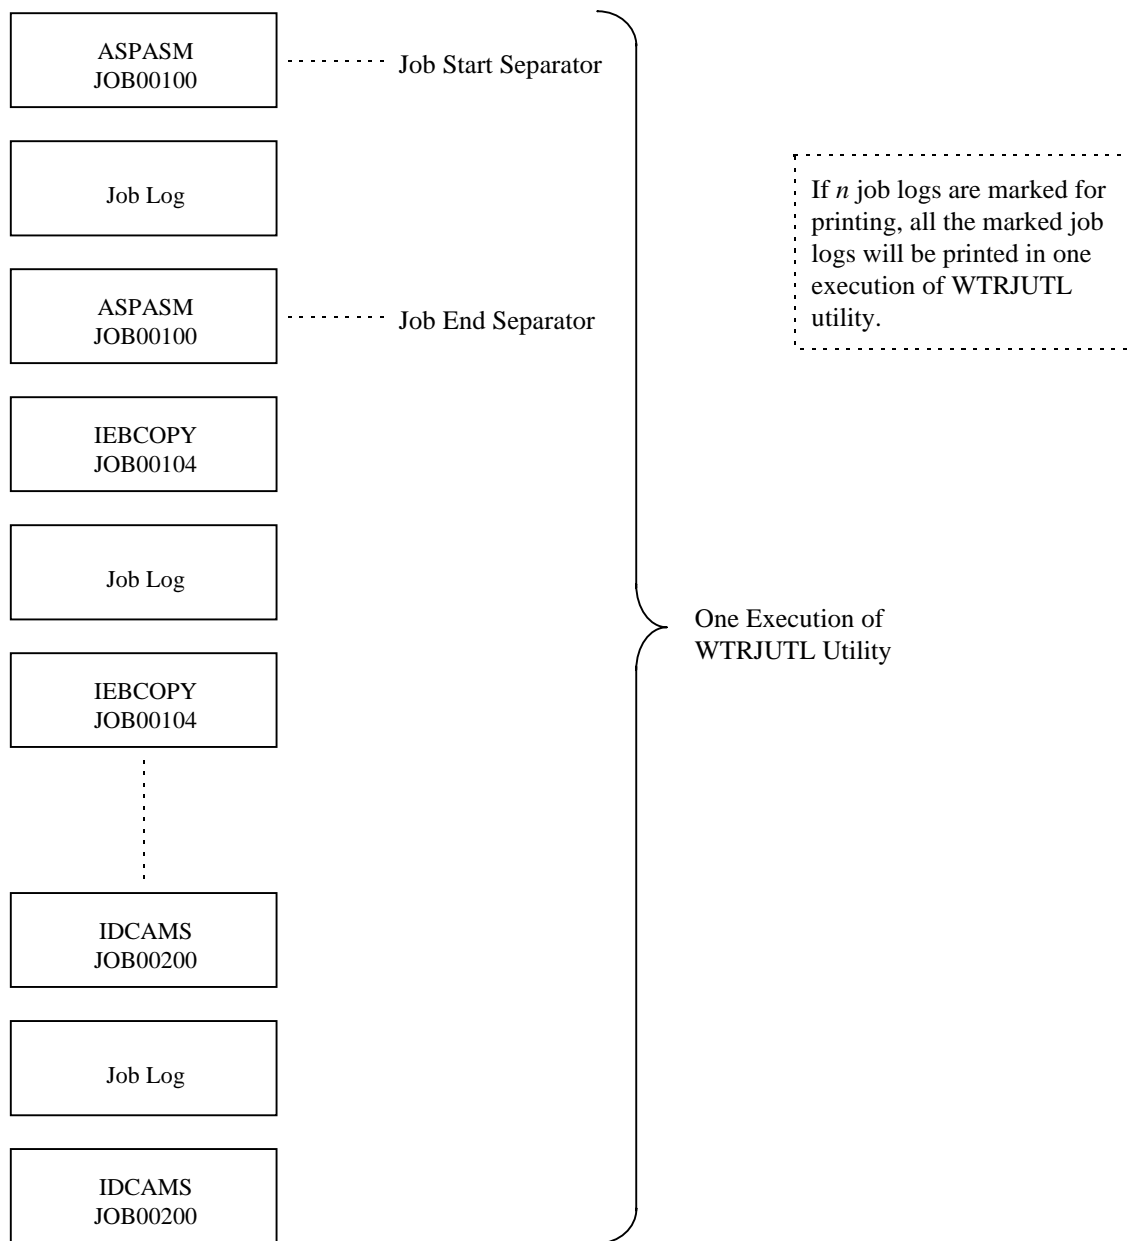 ASPASM
JOB00100
Job Start Separator
Job Log
If n job logs are marked for
printing, all the marked job
logs will be printed in one
execution of WTRJUTL
utility.
ASPASM
JOB00100
Job End Separator
IEBCOPY
JOB00104
Job Log
One Execution of
WTRJUTL Utility
IEBCOPY
JOB00104
IDCAMS
JOB00200
Job Log
IDCAMS
JOB00200